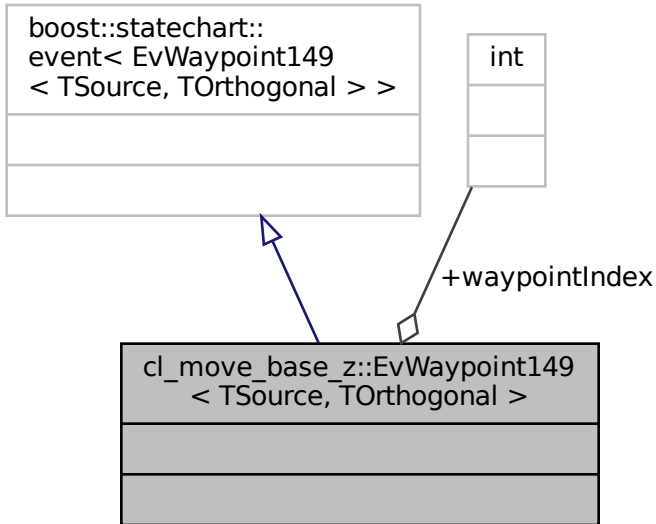 boost::statechart::
event< EvWaypoint149
< TSource, TOrthogonal > >
int
+waypointIndex
cl_move_base_z::EvWaypoint149
< TSource, TOrthogonal >